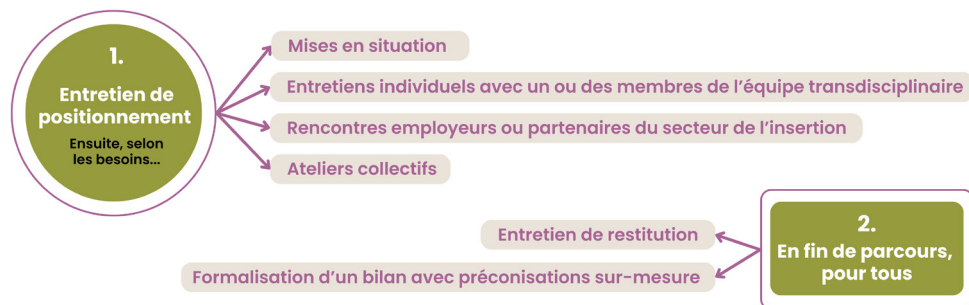 1.
Entretien de
positionnement
Ensuite, selon
les besoins...
Mises en situation
Entretiens individuels avec un ou des membres de l’équipe transdisciplinaire
Rencontres employeurs ou partenaires du secteur de l’insertion
Ateliers collectifs
2.
En fin de parcours,
pour tous
Entretien de restitution
Formalisation d’un bilan avec préconisations sur-mesure